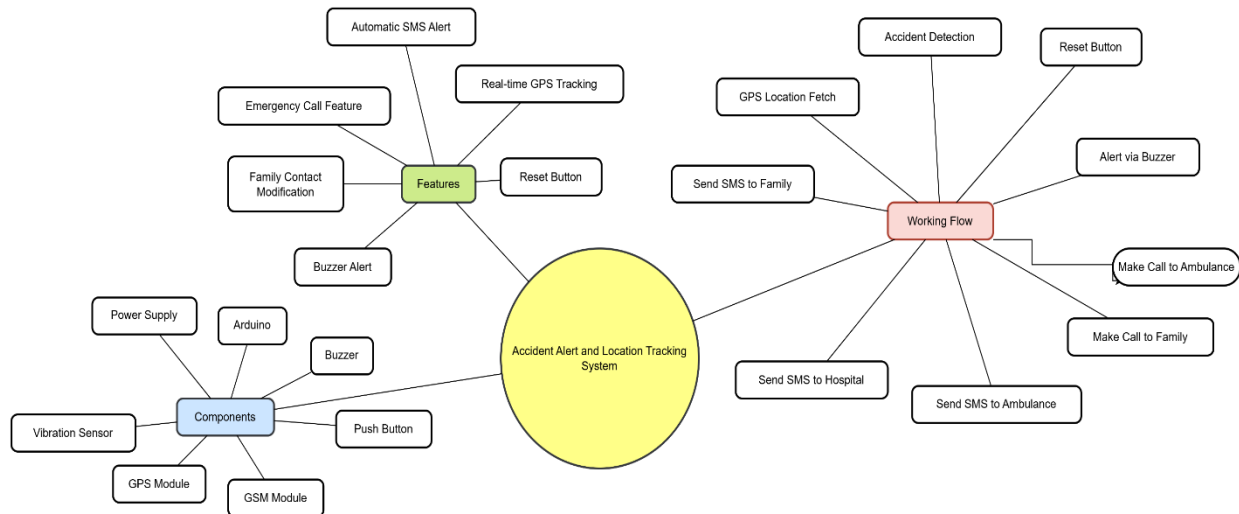 Automatic SMS Alert
Real-time GPS Tracking
Emergency Call Feature
Family Contact
Modification
Features
Reset Button
Buzzer Alert
Accident Detection
Reset Button
GPS Location Fetch
Alert via Buzzer
Send SMS to Family
Working Flow
Make Call to Ambulance
Make Call to Family
Send SMS to Hospital
Send SMS to Ambulance
Accident Alert and Location Tracking
System
Power Supply
Arduino
Buzzer
Components
Vibration Sensor
Push Button
GPS Module
GSM Module